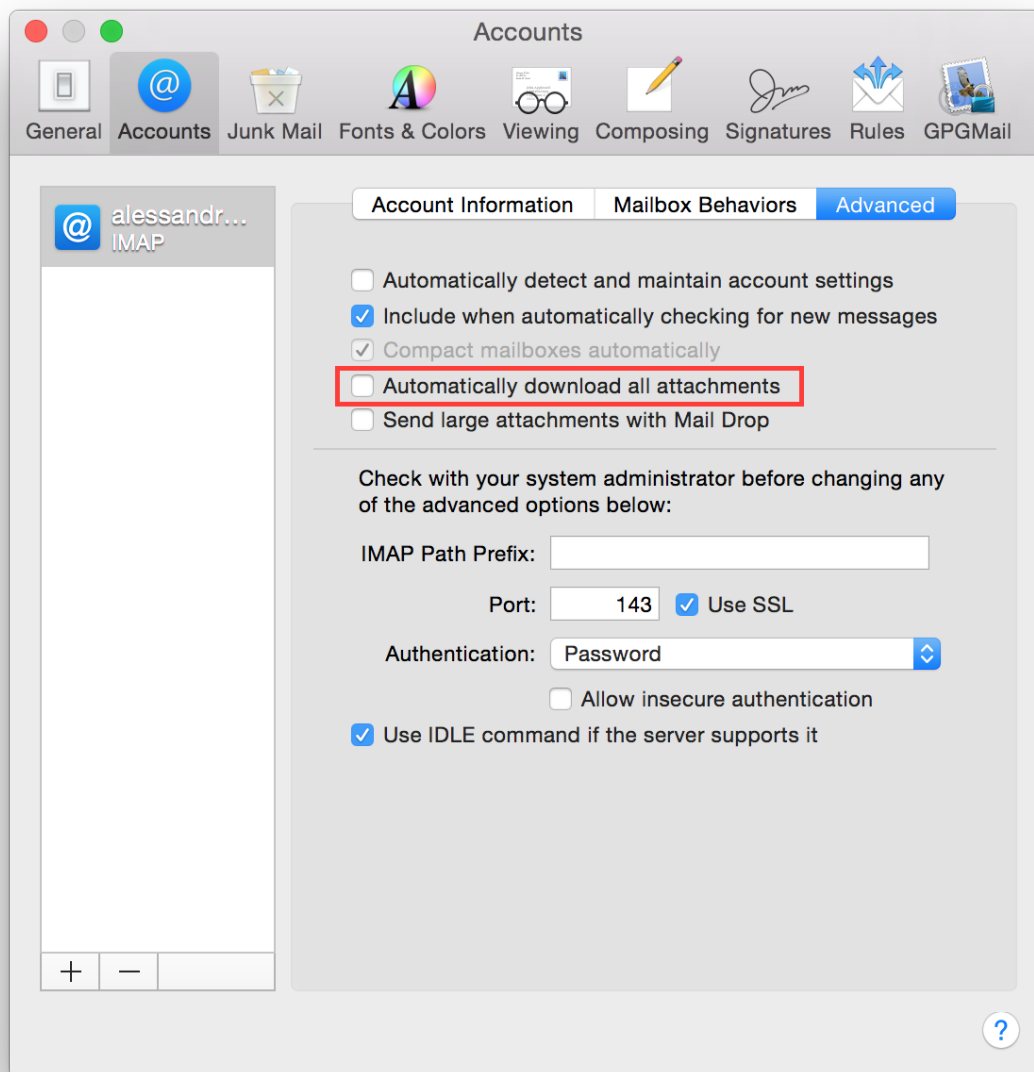 Accounts
General Accounts Junk Mail Fonts & Colors Viewing Composing Signatures Rules GPGMail
alessandr...
IMAP
Account Information Mailbox Behaviors Advanced
Automatically detect and maintain account settings
Include when automatically checking for new messages
Compact mailboxes automatically
Automatically download all attachments
Send large attachments with Mail Drop
Check with your system administrator before changing any
of the advanced options below:
IMAP Path Prefix:
Port: 143 Use SSL
Authentication: Password
Allow insecure authentication
Use IDLE command if the server supports it